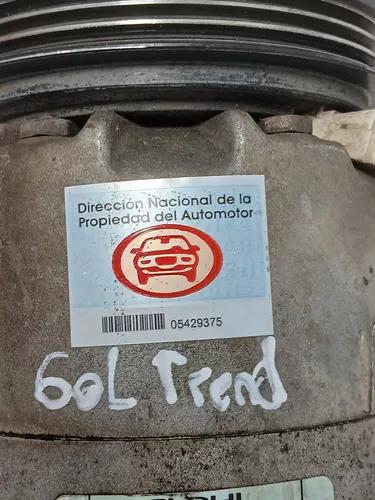 Dirección Nacional de la
Propiedad del Automotor
05429375
GOL Trend